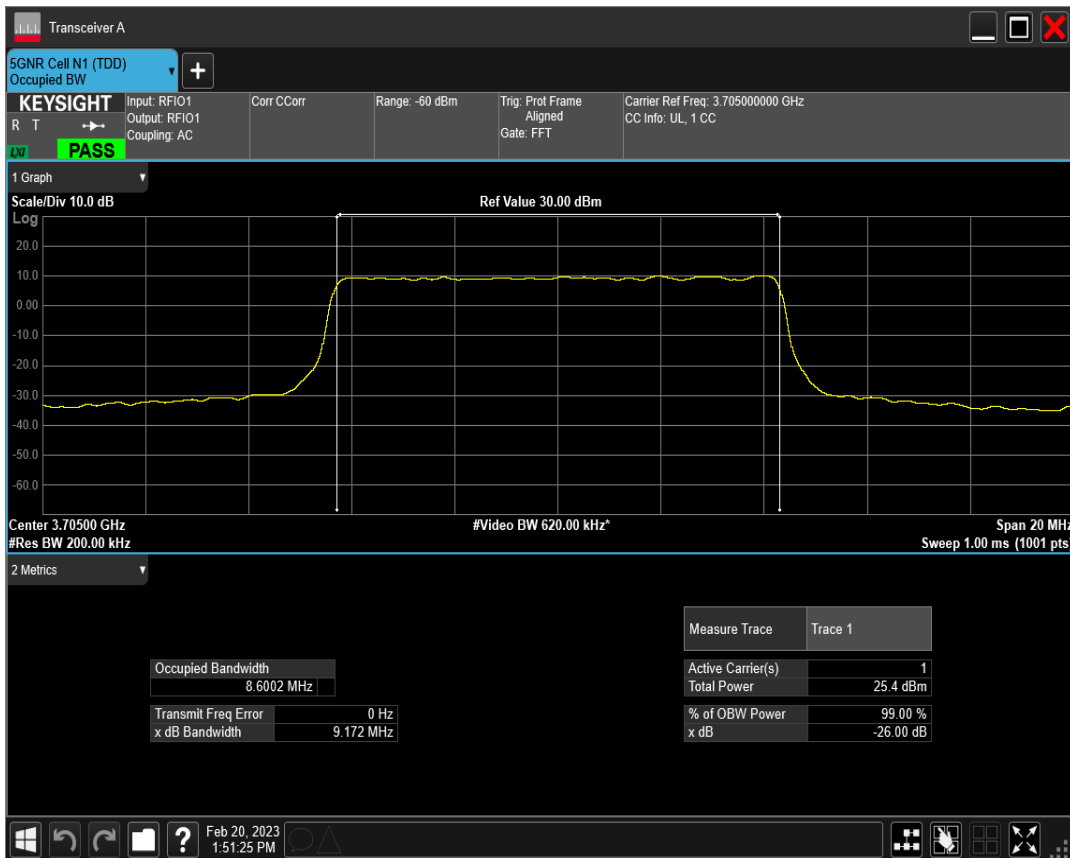 Transceiver A
5GNR Cell N1 (TDD)
Occupied BW
+
KEYSIGHT
R T
LXI
PASS
Input: RFIO1
Output: RFIO1
Coupling: AC
Corr CCorr
Range: -60 dBm
Trig: Prot Frame
Aligned
Gate: FFT
Carrier Ref Freq: 3.705000000 GHz
CC Info: UL, 1 CC
1 Graph
Scale/Div 10.0 dB
Ref Value 30.00 dBm
Log
20.0
10.0
0.00
-10.0
-20.0
-30.0
-40.0
-50.0
-60.0
Center 3.70500 GHz
#Video BW 620.00 kHz*
Span 20 MHz
#Res BW 200.00 kHz
Sweep 1.00 ms (1001 pts)
2 Metrics
Measure Trace Trace 1
Occupied Bandwidth
8.6002 MHz
Active Carrier(s) 1
Total Power 25.4 dBm
Transmit Freq Error 0 Hz
x dB Bandwidth 9.172 MHz
% of OBW Power 99.00 %
x dB -26.00 dB
?
Feb 20, 2023
1:51:25 PM